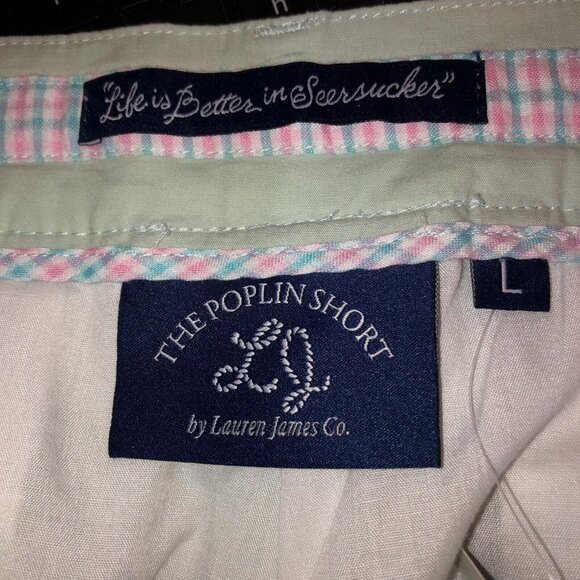 "Life is Better in Seersucker"
THE POPLIN SHORT
LJ
by Lauren James Co.
L